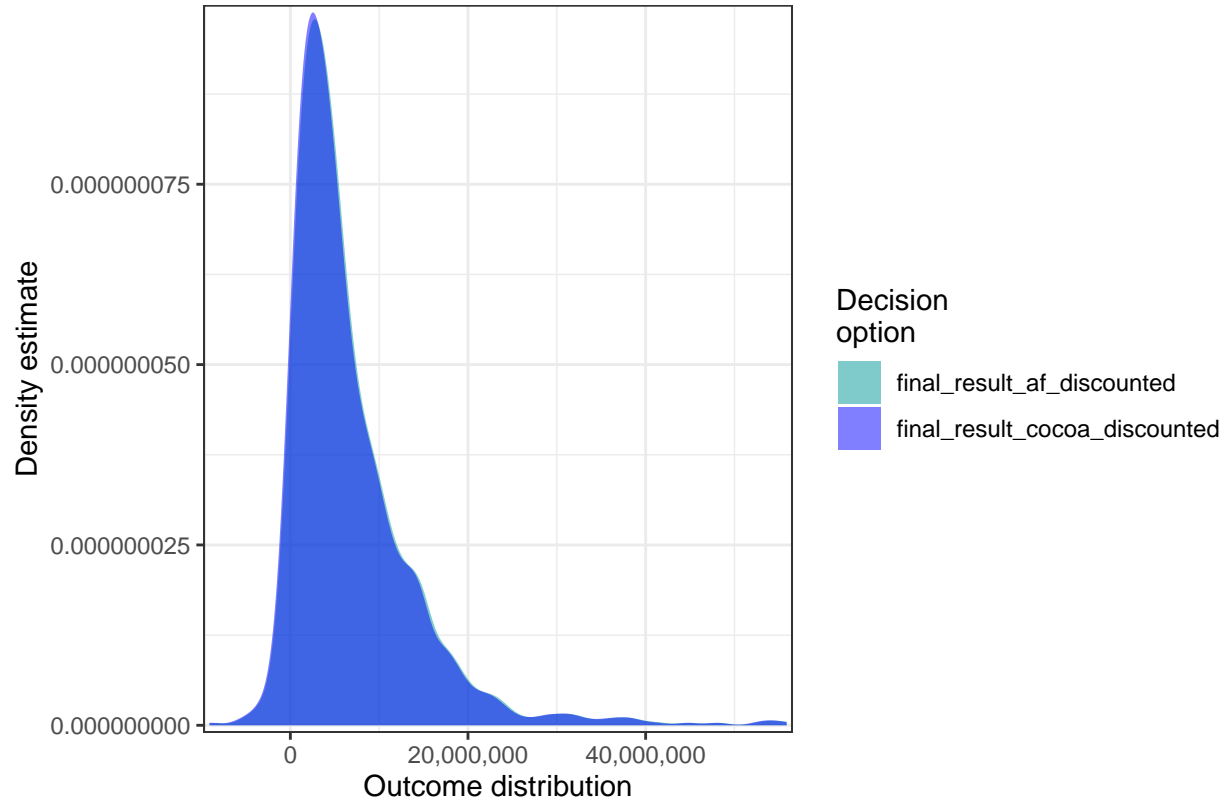 Density estimate
0.000000075
0.000000050
0.000000025
0.000000000
0
20,000,000
40,000,000
Outcome distribution
Decision
option
final_result_af_discounted
final_result_cocoa_discounted